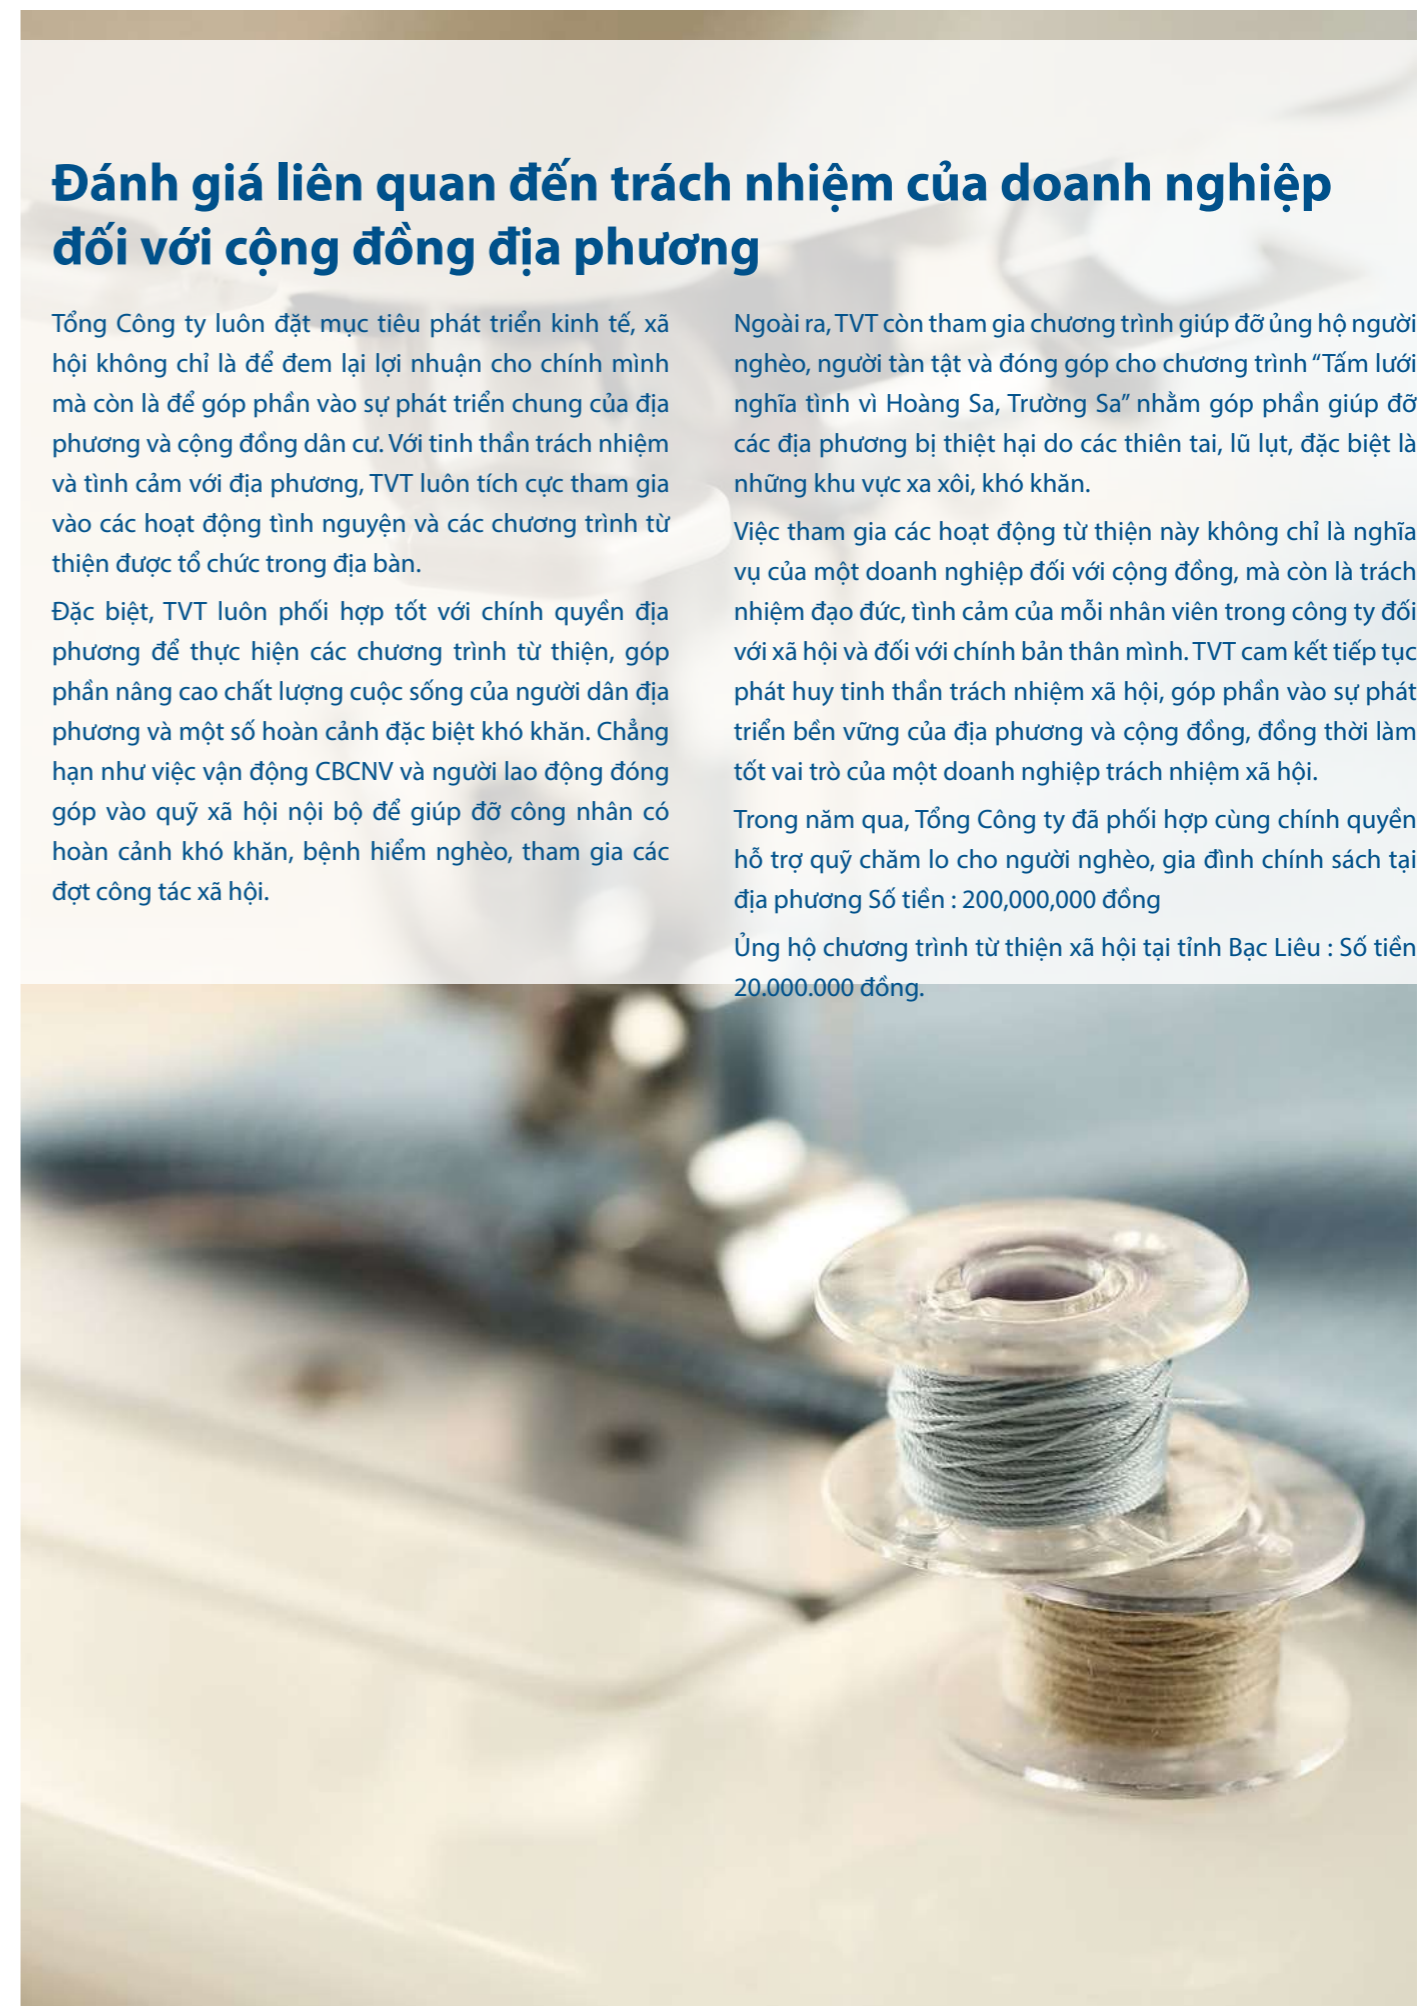 Đánh giá liên quan đến trách nhiệm của doanh nghiệp
đối với cộng đồng địa phương
Tổng Công ty luôn đặt mục tiêu phát triển kinh tế, xã
hội không chỉ là để đem lại lợi nhuận cho chính mình
mà còn là để góp phần vào sự phát triển chung của địa
phương và cộng đồng dân cư. Với tinh thần trách nhiệm
và tình cảm với địa phương, TVT luôn tích cực tham gia
vào các hoạt động tình nguyện và các chương trình từ
thiện được tổ chức trong địa bàn.
Đặc biệt, TVT luôn phối hợp tốt với chính quyền địa
phương để thực hiện các chương trình từ thiện, góp
phần nâng cao chất lượng cuộc sống của người dân địa
phương và một số hoàn cảnh đặc biệt khó khăn. Chẳng
hạn như việc vận động CBCNV và người lao động đóng
góp vào quỹ xã hội nội bộ để giúp đỡ công nhân có
hoàn cảnh khó khăn, bệnh hiểm nghèo, tham gia các
đợt công tác xã hội.
Ngoài ra, TVT còn tham gia chương trình giúp đỡ ủng hộ người
nghèo, người tàn tật và đóng góp cho chương trình “Tấm lưới
nghĩa tình vì Hoàng Sa, Trường Sa” nhằm góp phần giúp đỡ
các địa phương bị thiệt hại do các thiên tai, lũ lụt, đặc biệt là
những khu vực xa xôi, khó khăn.
Việc tham gia các hoạt động từ thiện này không chỉ là nghĩa
vụ của một doanh nghiệp đối với cộng đồng, mà còn là trách
nhiệm đạo đức, tình cảm của mỗi nhân viên trong công ty đối
với xã hội và đối với chính bản thân mình. TVT cam kết tiếp tục
phát huy tinh thần trách nhiệm xã hội, góp phần vào sự phát
triển bền vững của địa phương và cộng đồng, đồng thời làm
tốt vai trò của một doanh nghiệp trách nhiệm xã hội.
Trong năm qua, Tổng Công ty đã phối hợp cùng chính quyền
hỗ trợ quỹ chăm lo cho người nghèo, gia đình chính sách tại
địa phương Số tiền : 200,000,000 đồng
Ủng hộ chương trình từ thiện xã hội tại tỉnh Bạc Liêu : Số tiền
20.000.000 đồng.